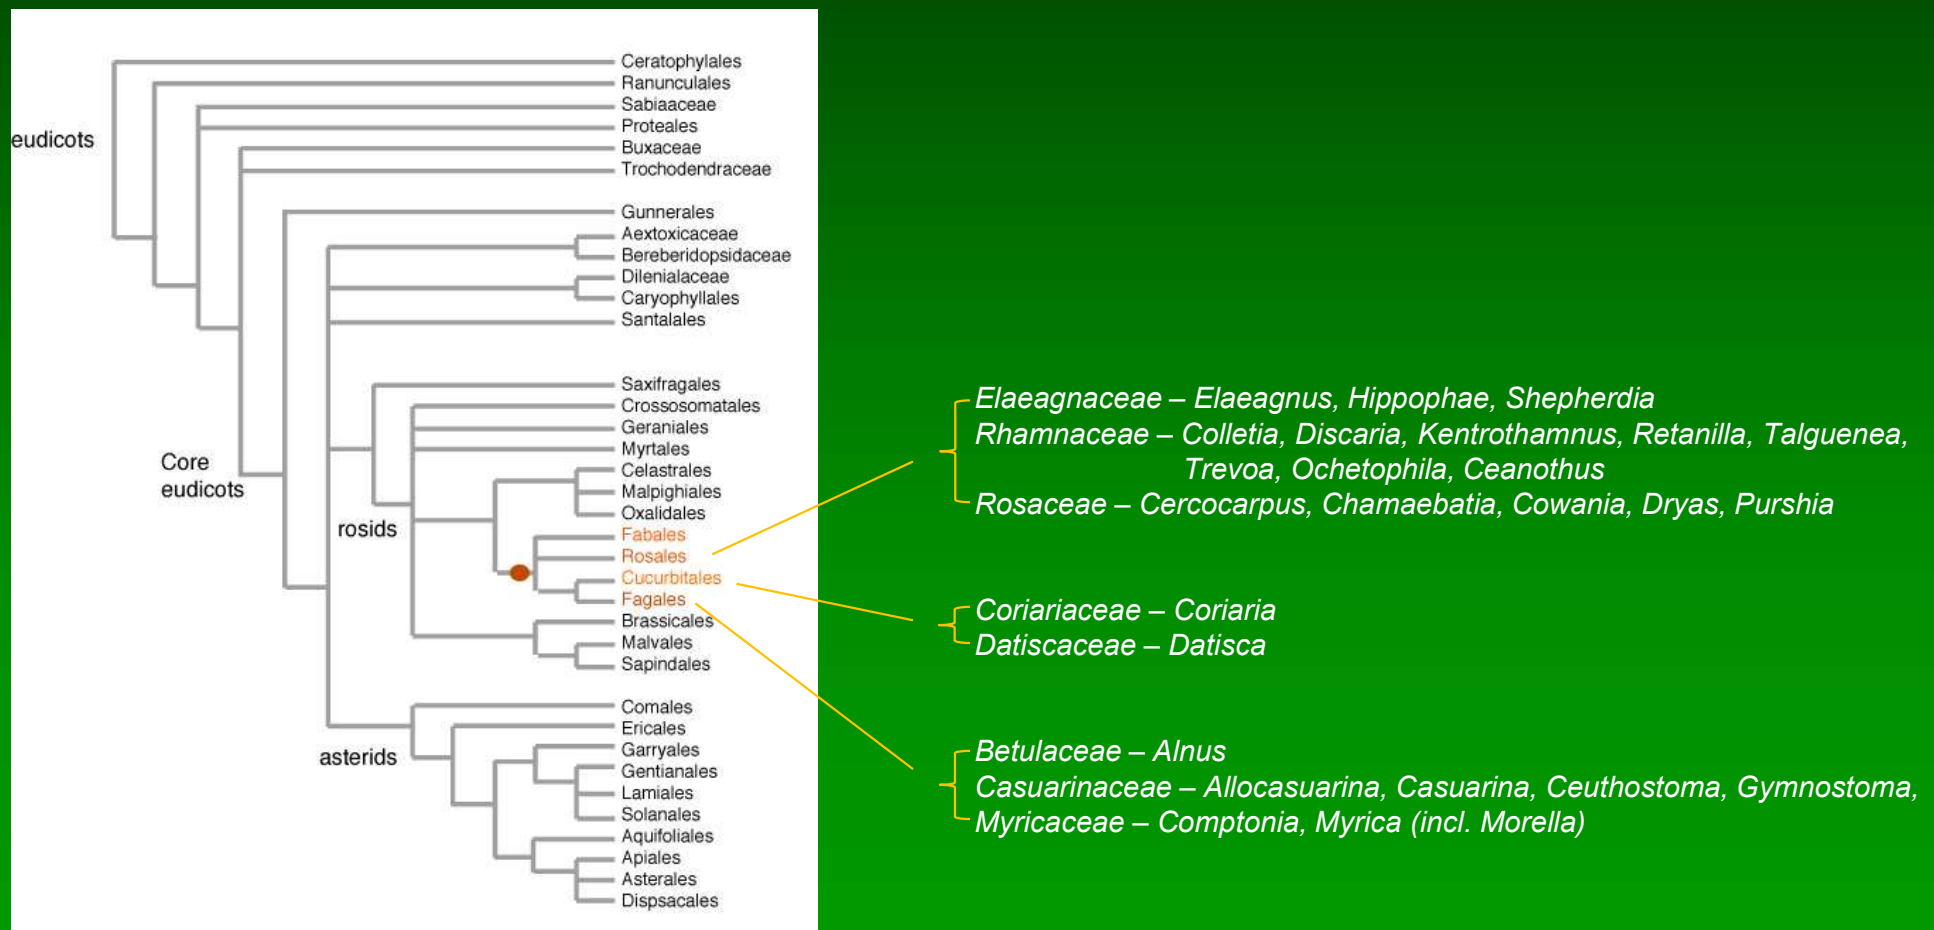 Ceratophylales
Ranunculales
Sabiaaceae
Proteales
eudicots
Buxaceae
Trochodendraceae
Gunnerales
Aextoxicaceae
Bereberidopsidaceae
Dilenialaceae
Caryophyllales
Santalales
Saxifragales
Crossosomatales
Geraniales
Myrtales
Core
eudicots
Celastrales
Malpighiales
Oxalidales
rosids
Fabales
Rosales
Cucurbitales
Fagales
Brassicales
Malvales
Sapindales
Comales
Ericales
asterids
Garryales
Gentianales
Lamiales
Solanales
Aquifoliales
Apiales
Asterales
Dispsacales
Elaeagnaceae – Elaeagnus, Hippophae, Shepherdia
Rhamnaceae – Colletia, Discaria, Kentrothamnus, Retanilla, Talguenea,
Trevoa, Ochetophila, Ceanothus
Rosaceae – Cercocarpus, Chamaebatia, Cowania, Dryas, Purshia
Coriariaceae – Coriaria
Datiscaceae – Datisca
Betulaceae – Alnus
Casuarinaceae – Allocasuarina, Casuarina, Ceuthostoma, Gymnostoma,
Myricaceae – Comptonia, Myrica (incl. Morella)